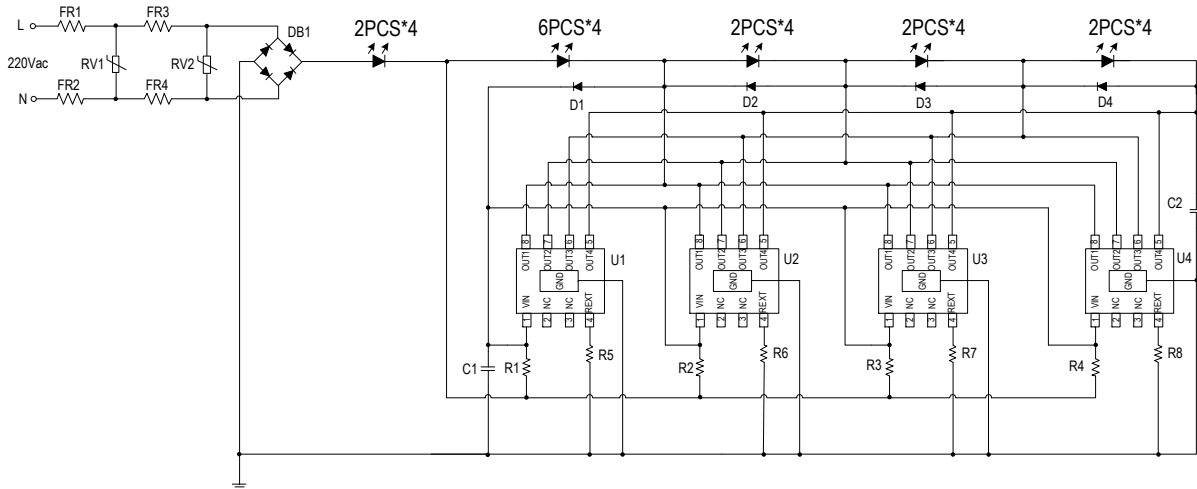 L
FR1
FR3
DB1
2PCS*4
6PCS*4
2PCS*4
2PCS*4
2PCS*4
220Vac
RV1
RV2
N
FR2
FR4
D1
D2
D3
D4
C2
8 7 6 5
OUT1 OUT2 OUT3 OUT4
U1
GND
VIN NC NC REXT
1 2 3 4
8 7 6 5
OUT1 OUT2 OUT3 OUT4
U2
GND
VIN NC NC REXT
1 2 3 4
8 7 6 5
OUT1 OUT2 OUT3 OUT4
U3
GND
VIN NC NC REXT
1 2 3 4
8 7 6 5
OUT1 OUT2 OUT3 OUT4
U4
GND
VIN NC NC REXT
1 2 3 4
C1
R1
R5
R2
R6
R3
R7
R4
R8